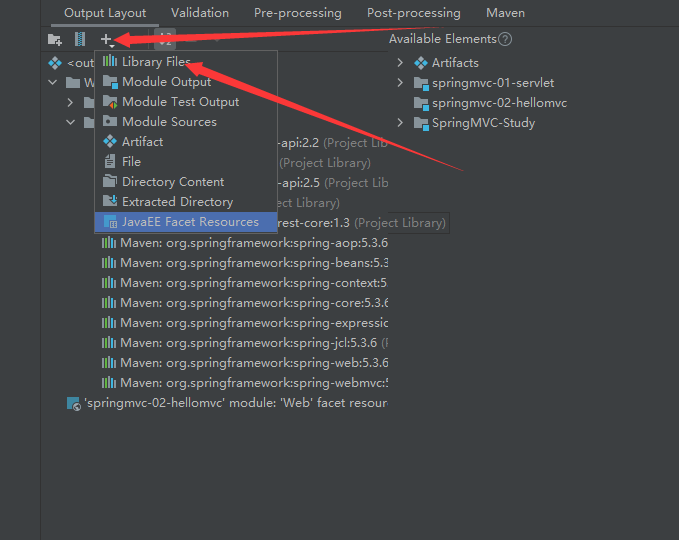 Output Layout Validation Pre-processing Post-processing Maven
Available Elements
<out
Library Files
Artifacts
W
Module Output
springmvc-01-servlet
Module Test Output
springmvc-02-hellomvc
Module Sources
SpringMVC-Study
Artifact
-api:2.2 (Project Lib
File
(Project Library)
Directory Content
-api:2.5 (Project Lib
Extracted Directory
JavaEE Facet Resources
rest-core:1.3 (Project Library)
Maven: org.springframework:spring-aop:5.3.6
Maven: org.springframework:spring-beans:5.3
Maven: org.springframework:spring-context:5.
Maven: org.springframework:spring-core:5.3.6
Maven: org.springframework:spring-expressic
Maven: org.springframework:spring-jcl:5.3.6 (P
Maven: org.springframework:spring-web:5.3.6
Maven: org.springframework:spring-webmvc:5
'springmvc-02-hellomvc' module: 'Web' facet resour